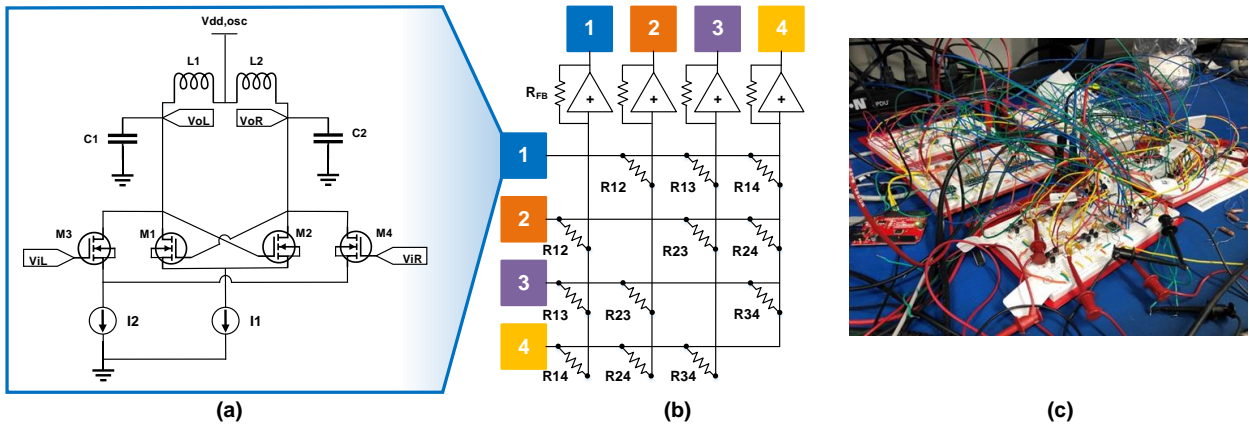 Vdd,osc
L1 L2
VoL VoR
C1 C2
M3 M1 M2 M4
ViL ViR
I2 I1
(a)
1 2 3 4
RFB
+ + + +
1
R12 R13 R14
2
R12 R23 R24
3
R13 R23 R34
4
R14 R24 R34
(b)
(c)